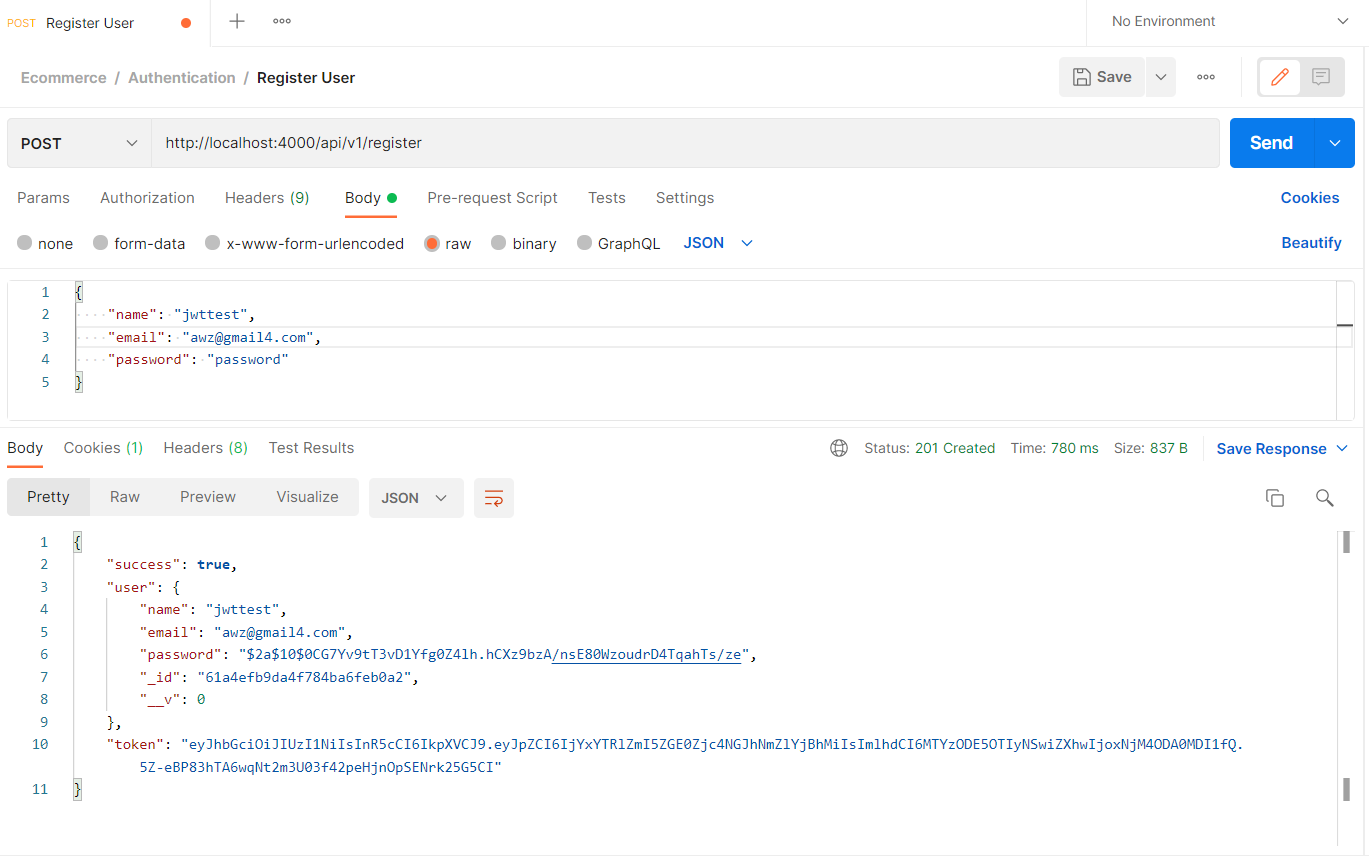 POST Register User
No Environment
Ecommerce / Authentication / Register User
Save
POST http://localhost:4000/api/v1/register Send
Params Authorization Headers (9) Body Pre-request Script Tests Settings Cookies
none form-data x-www-form-urlencoded raw binary GraphQL JSON Beautify
1 {
2 "name": "jwttest",
3 "email": "awz@gmail4.com",
4 "password": "password"
5 }
Body Cookies (1) Headers (8) Test Results Status: 201 Created Time: 780 ms Size: 837 B Save Response
Pretty Raw Preview Visualize JSON
1 {
2 "success": true,
3 "user": {
4 "name": "jwttest",
5 "email": "awz@gmail4.com",
6 "password": "$2a$10$0CG7Yv9tT3vD1Yfg0Z4lh.hCXz9bzA/nsE80WzoudrD4TqahTs/ze",
7 "_id": "61a4efb9da4f784ba6feb0a2",
8 "__v": 0
9 },
10 "token": "eyJhbGciOiJIUzI1NiIsInR5cCI6IkpXVCJ9.eyJpZCI6IjYxYTRlZmI5ZGE0Zjc4NGJhNmZlYjBhMiIsImlhdCI6MTYzODE5OTIyNSwiZXhwIjoxNjM4ODA0MDI1fQ.
5Z-eBP83hTA6wqNt2m3U03f42peHjnOpSENrk25G5CI"
11 }